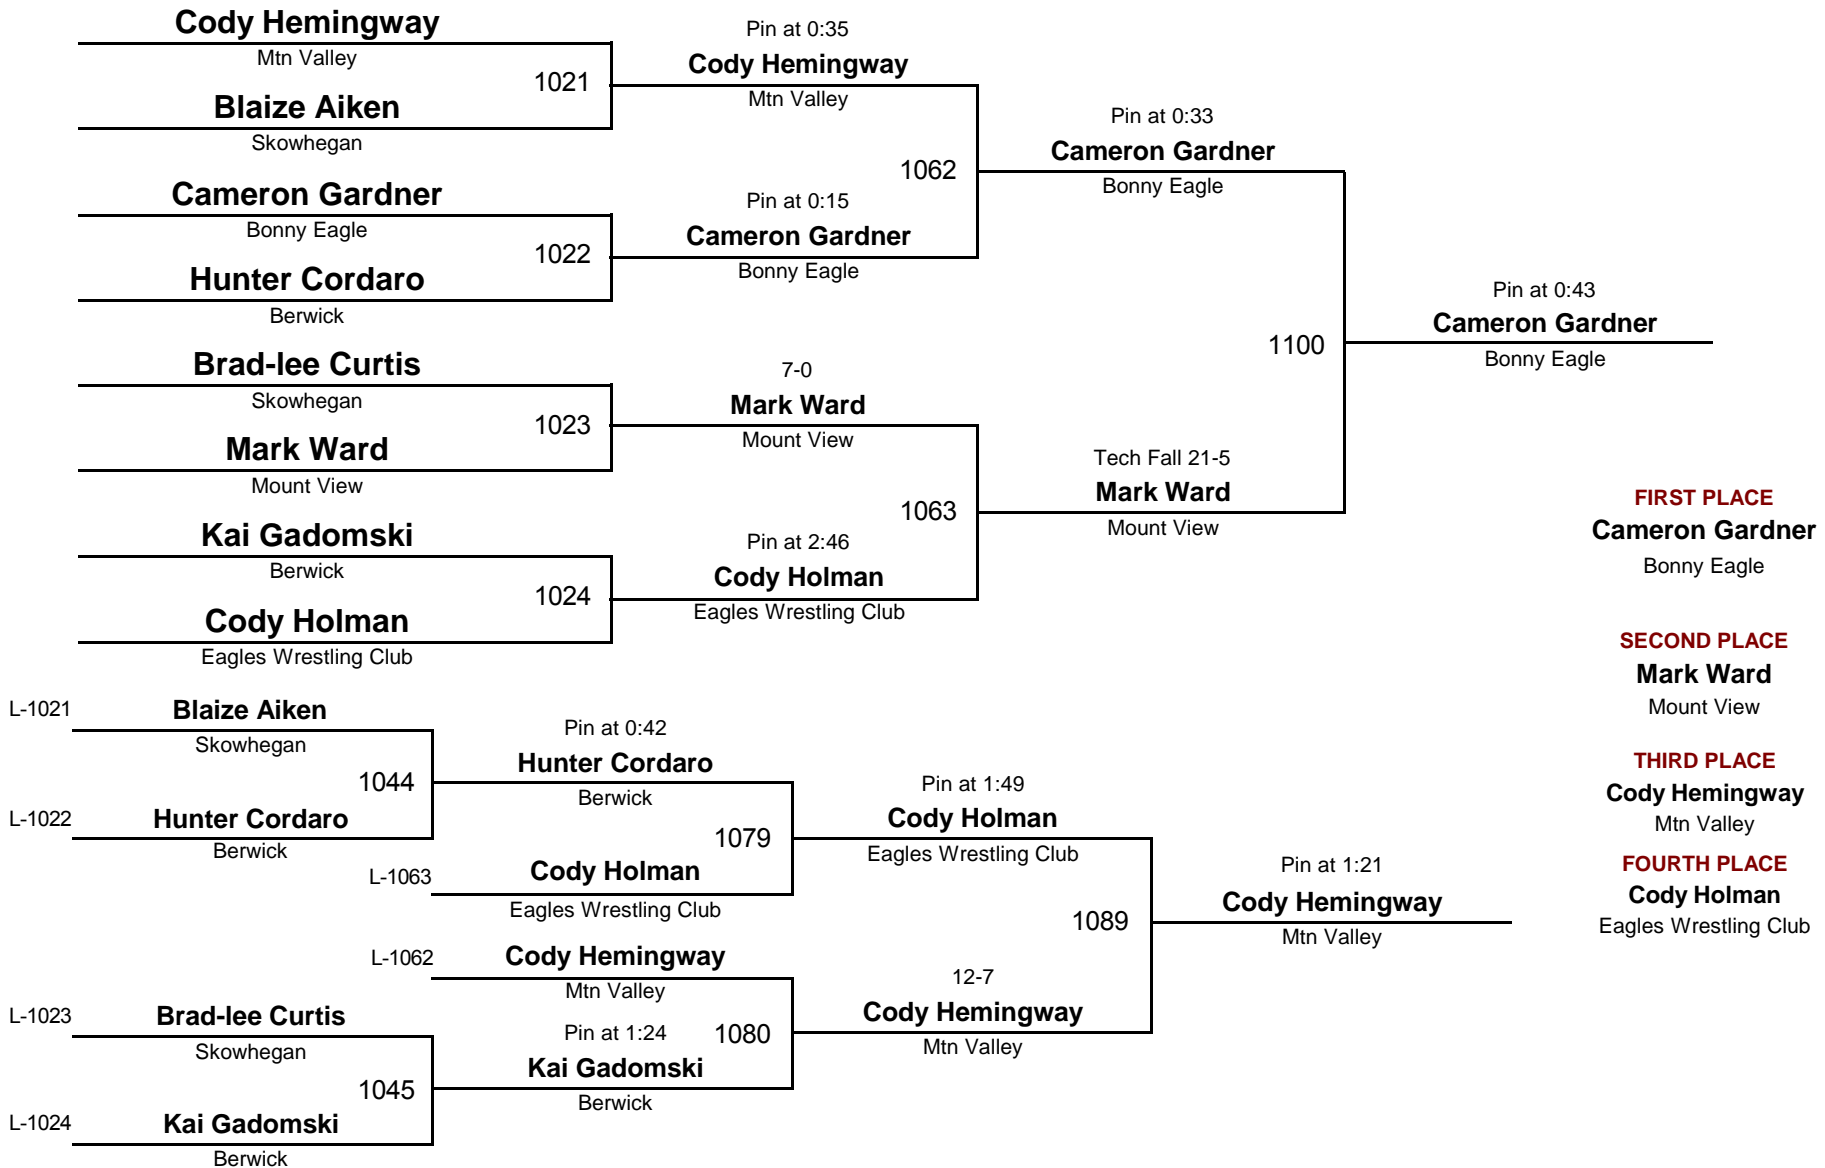 Cody Hemingway
Mtn Valley
1021
Blaize Aiken
Skowhegan
Cameron Gardner
Bonny Eagle
1022
Hunter Cordaro
Berwick
Brad-lee Curtis
Skowhegan
1023
Mark Ward
Mount View
Kai Gadomski
Berwick
1024
Cody Holman
Eagles Wrestling Club
Pin at 0:35
Cody Hemingway
Mtn Valley
1062
Pin at 0:15
Cameron Gardner
Bonny Eagle
7-0
Mark Ward
Mount View
1063
Pin at 2:46
Cody Holman
Eagles Wrestling Club
Pin at 0:33
Cameron Gardner
Bonny Eagle
1100
Tech Fall 21-5
Mark Ward
Mount View
Pin at 0:43
Cameron Gardner
Bonny Eagle
FIRST PLACE
Cameron Gardner
Bonny Eagle
SECOND PLACE
Mark Ward
Mount View
THIRD PLACE
Cody Hemingway
Mtn Valley
FOURTH PLACE
Cody Holman
Eagles Wrestling Club
L-1021
Blaize Aiken
Skowhegan
1044
L-1022
Hunter Cordaro
Berwick
Pin at 0:42
Hunter Cordaro
Berwick
1079
L-1063
Cody Holman
Eagles Wrestling Club
L-1062
Cody Hemingway
Mtn Valley
1080
L-1023
Brad-lee Curtis
Skowhegan
1045
L-1024
Kai Gadomski
Berwick
Pin at 1:24
Kai Gadomski
Berwick
Pin at 1:49
Cody Holman
Eagles Wrestling Club
1089
12-7
Cody Hemingway
Mtn Valley
Pin at 1:21
Cody Hemingway
Mtn Valley